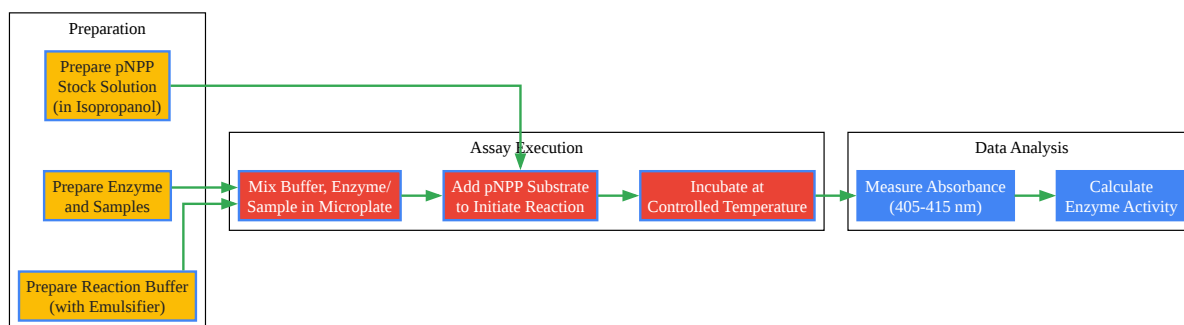 Preparation
Prepare pNPP
Stock Solution
(in Isopropanol)
Prepare Enzyme
and Samples
Prepare Reaction Buffer
(with Emulsifier)
Assay Execution
Mix Buffer, Enzyme/
Sample in Microplate
Add pNPP Substrate
to Initiate Reaction
Incubate at
Controlled Temperature
Data Analysis
Measure Absorbance
(405-415 nm)
Calculate
Enzyme Activity